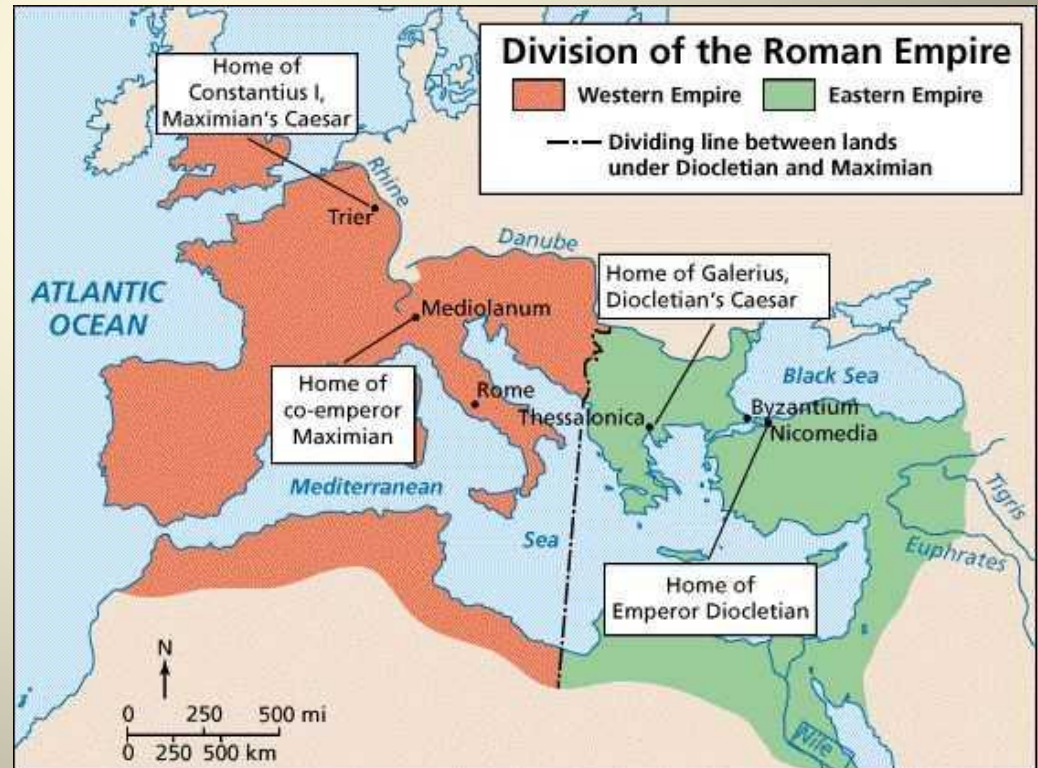 Division of the Roman Empire
Western Empire
Eastern Empire
Dividing line between lands
under Diocletian and Maximian
Home of
Constantius I,
Maximian's Caesar
Rhine
Trier
Danube
Home of Galerius,
Diocletian's Caesar
ATLANTIC
OCEAN
Mediolanum
Black Sea
Home of
co-emperor
Maximian
Rome
Thessalonica
Byzantium
Nicomedia
Mediterranean
Sea
Tigris
Euphrates
Home of
Emperor Diocletian
N
0 250 500 mi
0 250 500 km
Nile